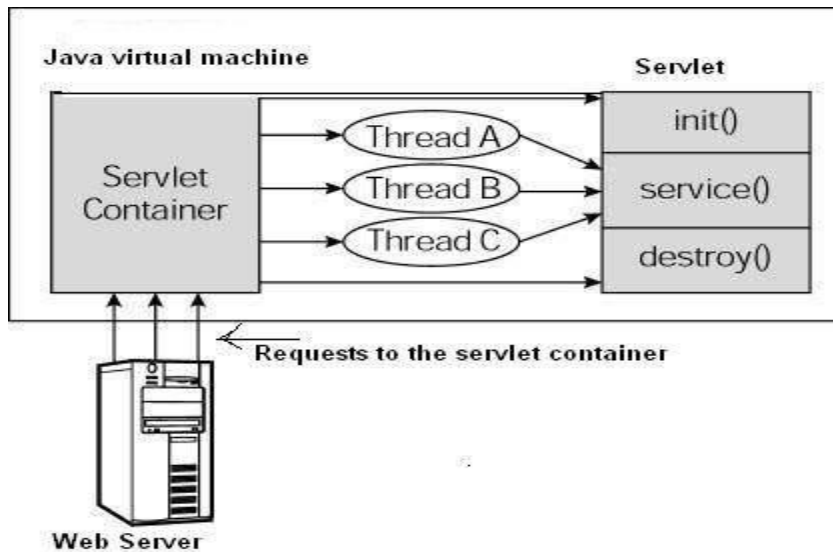 Java virtual machine
Servlet
Servlet
Container
Thread A
Thread B
Thread C
init()
service()
destroy()
Requests to the servlet container
Web Server